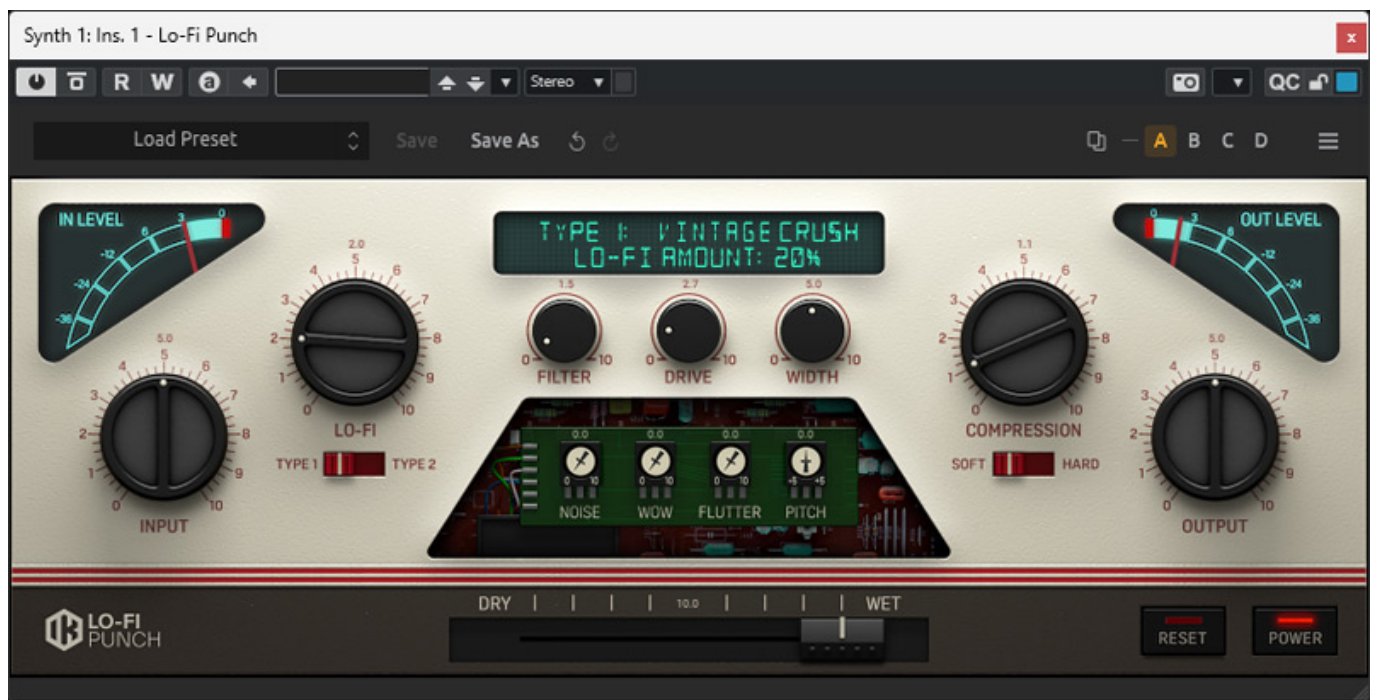 Synth 1: Ins. 1 - Lo-Fi Punch
x
R W a Stereo QC
Load Preset Save Save As A B C D
IN LEVEL
-36 -24 -12 6 3 0
TYPE 1: VINTAGE CRUSH
LO-FI AMOUNT: 20%
OUT LEVEL
0 3 6 -12 -24 -36
5.0
0 1 2 3 4 5 6 7 8 9 10
INPUT
2.0
0 1 2 3 4 5 6 7 8 9 10
LO-FI
TYPE 1 TYPE 2
1.5 2.7 5.0
0 10 0 10 0 10
FILTER DRIVE WIDTH
0.0 0.0 0.0 0.0
0 10 0 10 0 10 -5 +5
NOISE WOW FLUTTER PITCH
1.1
0 1 2 3 4 5 6 7 8 9 10
COMPRESSION
SOFT HARD
5.0
0 1 2 3 4 5 6 7 8 9 10
OUTPUT
DRY 10.0 WET
LO-FI
PUNCH
RESET POWER